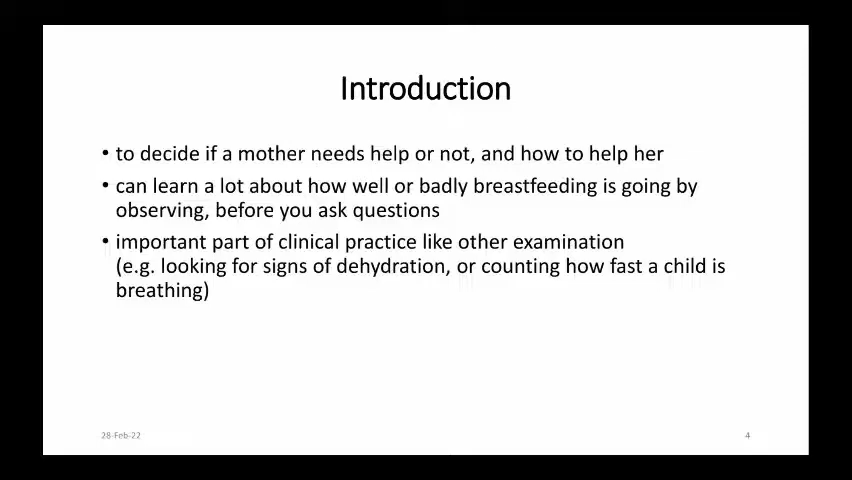 Introduction
• to decide if a mother needs help or not, and how to help her
• can learn a lot about how well or badly breastfeeding is going by
observing, before you ask questions
• important part of clinical practice like other examination
(e.g. looking for signs of dehydration, or counting how fast a child is
breathing)
28-Feb-22
4